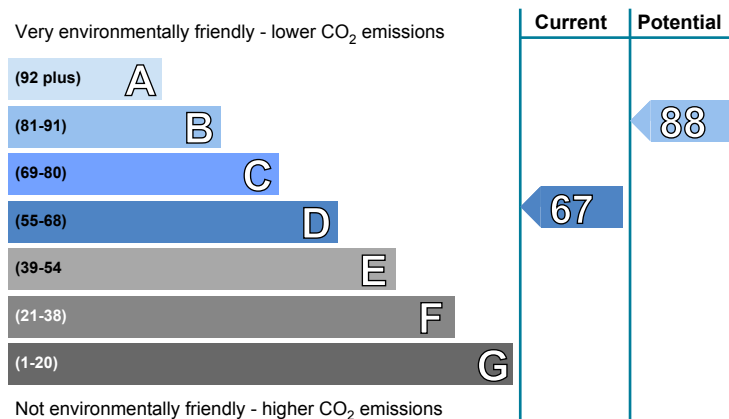 Very environmentally friendly - lower CO2 emissions
Current
Potential
(92 plus) A
(81-91) B
88
(69-80) C
(55-68) D
67
(39-54 E
(21-38) F
(1-20) G
Not environmentally friendly - higher CO2 emissions